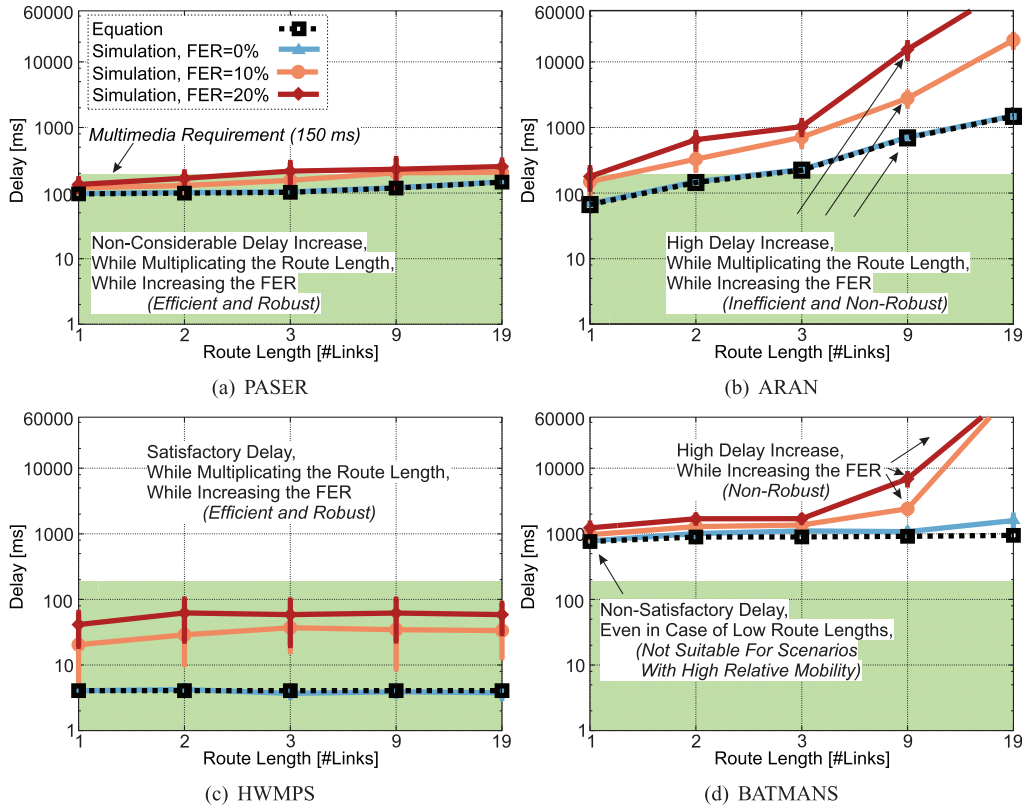 60000
10000
1000
100
10
1
Delay [ms]
Equation
Simulation, FER=0%
Simulation, FER=10%
Simulation, FER=20%
Multimedia Requirement (150 ms)
Non-Considerable Delay Increase,
While Multiplicating the Route Length,
While Increasing the FER
(Efficient and Robust)
1 2 3 9 19
Route Length [#Links]
(a) PASER
60000
10000
1000
100
10
1
Delay [ms]
High Delay Increase,
While Multiplicating the Route Length,
While Increasing the FER
(Inefficient and Non-Robust)
1 2 3 9 19
Route Length [#Links]
(b) ARAN
60000
10000
1000
100
10
1
Delay [ms]
Satisfactory Delay,
While Multiplicating the Route Length,
While Increasing the FER
(Efficient and Robust)
1 2 3 9 19
Route Length [#Links]
(c) HWMPS
60000
10000
1000
100
10
1
Delay [ms]
High Delay Increase,
While Increasing the FER
(Non-Robust)
Non-Satisfactory Delay,
Even in Case of Low Route Lengths,
(Not Suitable For Scenarios
With High Relative Mobility)
1 2 3 9 19
Route Length [#Links]
(d) BATMANS